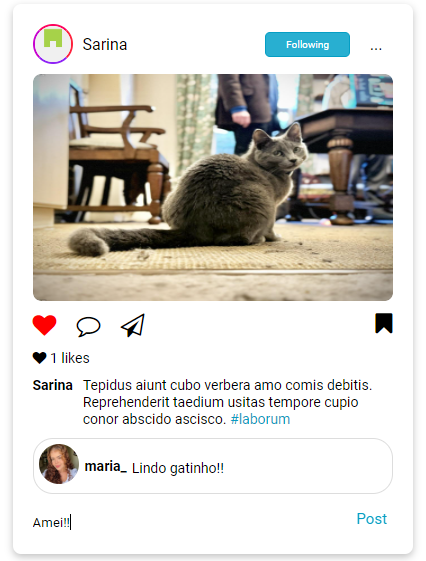 Sarina
Following
...
1 likes
Sarina Tepidus aiunt cubo verbera amo comis debitis.
Reprehenderit taedium usitas tempore cupio
conor abscido ascisco. #laborum
maria_ Lindo gatinho!!
Amei!!
Post